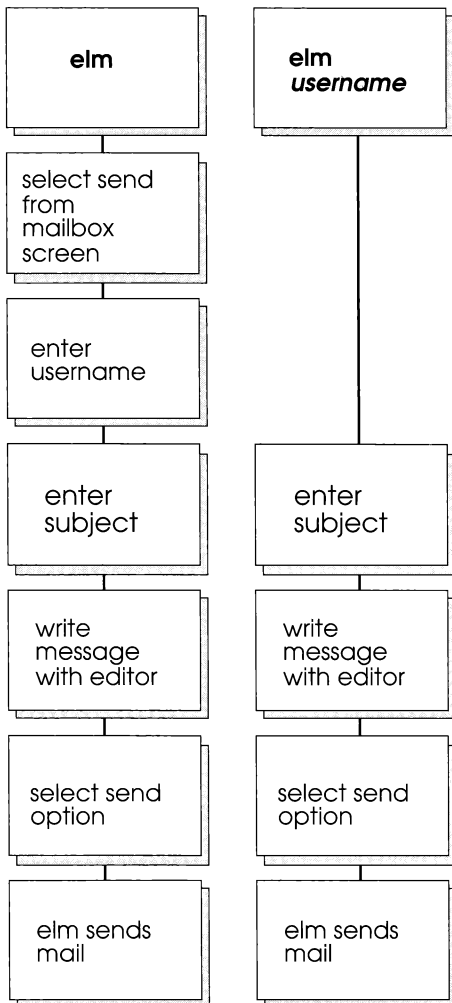 elm
select send
from
mailbox
screen
enter
username
enter
subject
write
message
with editor
select send
option
elm sends
mail
elm
username
enter
subject
write
message
with editor
select send
option
elm sends
mail